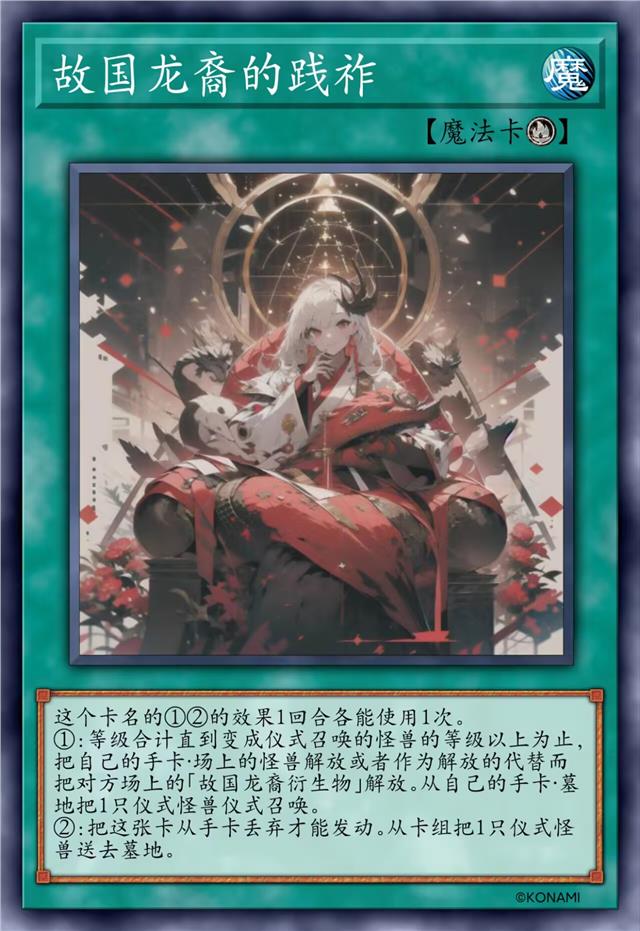 故国龙裔的践祚
魔
【魔法卡】
这个卡名的①②的效果1回合各能使用1次。
①:等级合计直到变成仪式召唤的怪兽的等级以上为止,
把自己的手卡·场上的怪兽解放或者作为解放的代替而
把对方场上的「故国龙裔衍生物」解放。从自己的手卡·墓
地把1只仪式怪兽仪式召唤。
②:把这张卡从手卡丢弃才能发动。从卡组把1只仪式怪
兽送去墓地。
©KONAMI